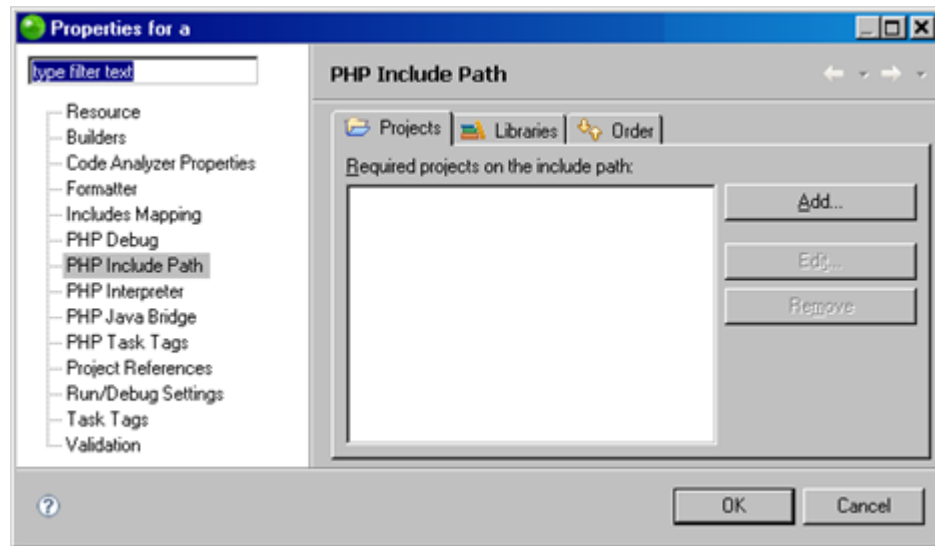 Properties for a
type filter text
Resource
Builders
Code Analyzer Properties
Formatter
Includes Mapping
PHP Debug
PHP Include Path
PHP Interpreter
PHP Java Bridge
PHP Task Tags
Project References
Run/Debug Settings
Task Tags
Validation
PHP Include Path
Projects Libraries Order
Required projects on the include path:
Add...
Edit...
Remove
OK Cancel